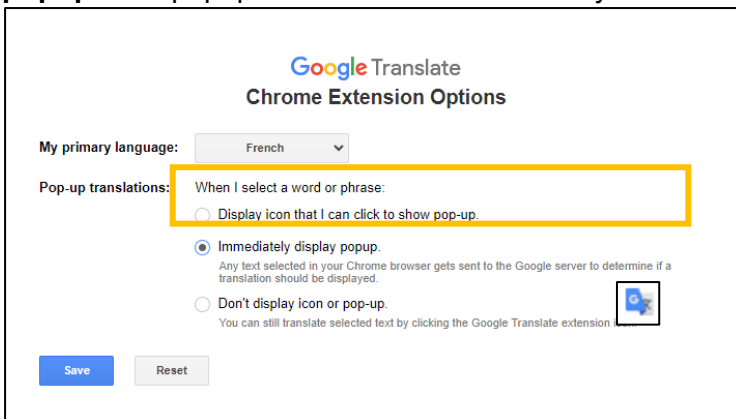 Google Translate
Chrome Extension Options
My primary language: French
Pop-up translations: When I select a word or phrase:
Display icon that I can click to show pop-up.
Immediately display popup.
Any text selected in your Chrome browser gets sent to the Google server to determine if a
translation should be displayed.
Don't display icon or pop-up.
You can still translate selected text by clicking the Google Translate extension
Save Reset